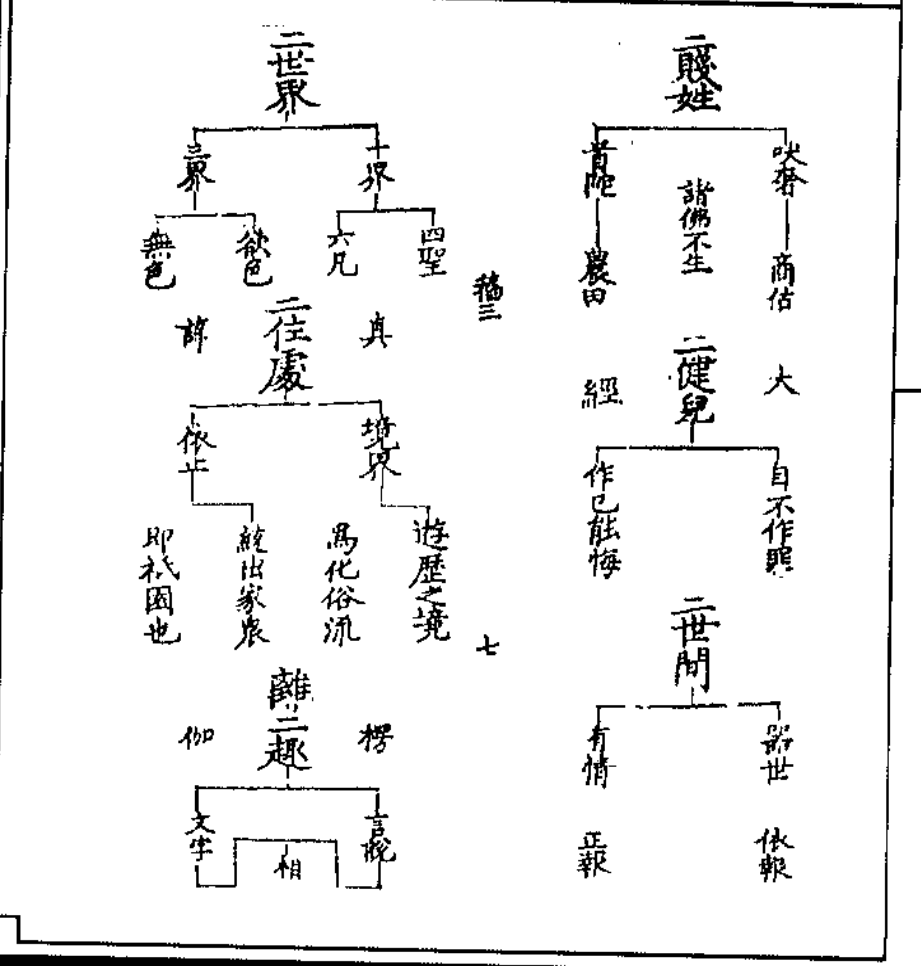 二賤姓
吠奢
商估
諸佛不生
首陀
農田
二健兒
大
經
自不作罪
作已能悔
二世間
器世
依報
有情
正報
稿三
七
二世界
十界
四聖
六凡
三界
欲色
無色
二住處
真
諦
境界
遊歷之境
為化俗流
依止
統出家眾
即祇園也
離二趣
楞
伽
言說
文字
相